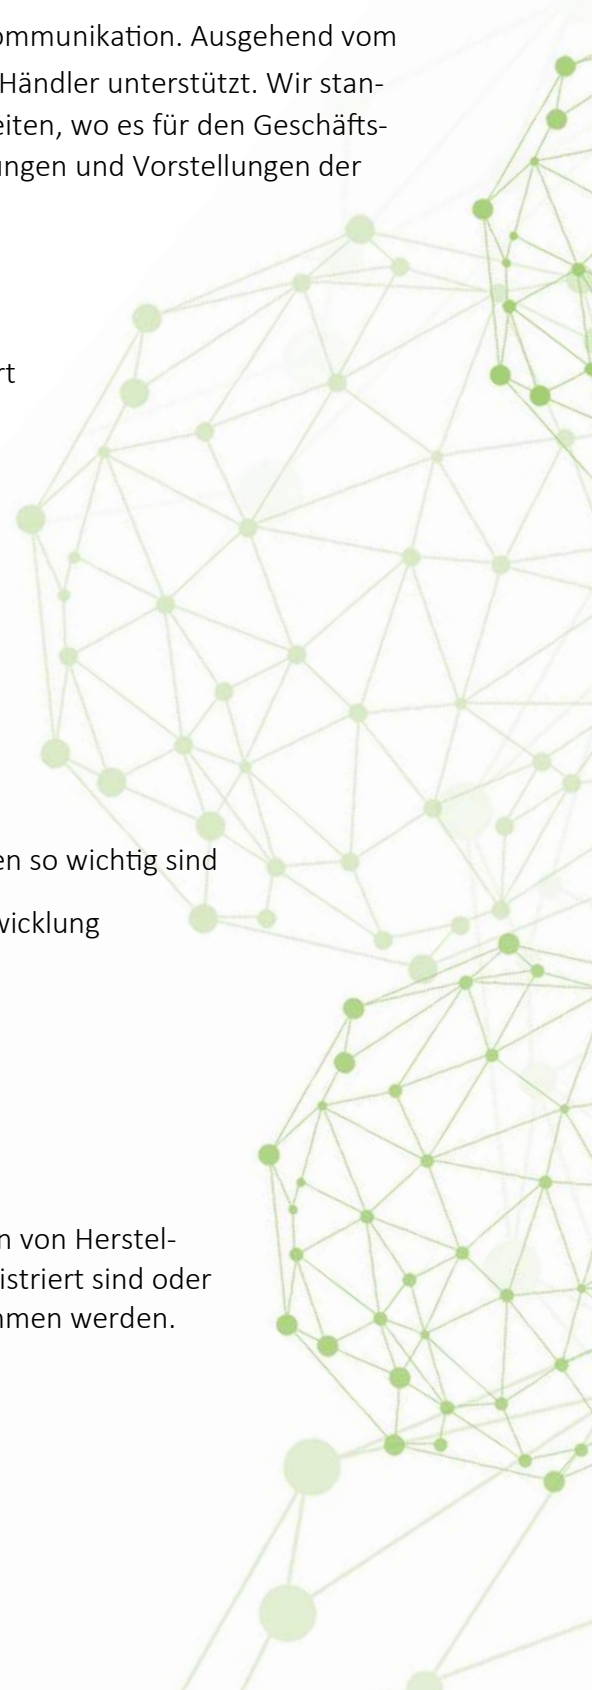 ommunikation. Ausgehend vom
Händler unterstützt. Wir stan-
eiten, wo es für den Geschäfts-
ungen und Vorstellungen der
rt
en so wichtig sind
wicklung
n von Herstel-
istriert sind oder
mmen werden.